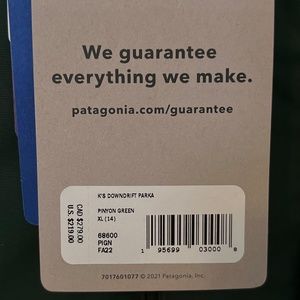 We guarantee
everything we make.
patagonia.com/guarantee
K'S DOWNDRIFT PARKA
PINYON GREEN
XL (14)
CAD $279.00
U.S. $219.00
68600
PIGN
FA22
1 95699 03000 8
7017601077 © 2021 Patagonia, Inc.